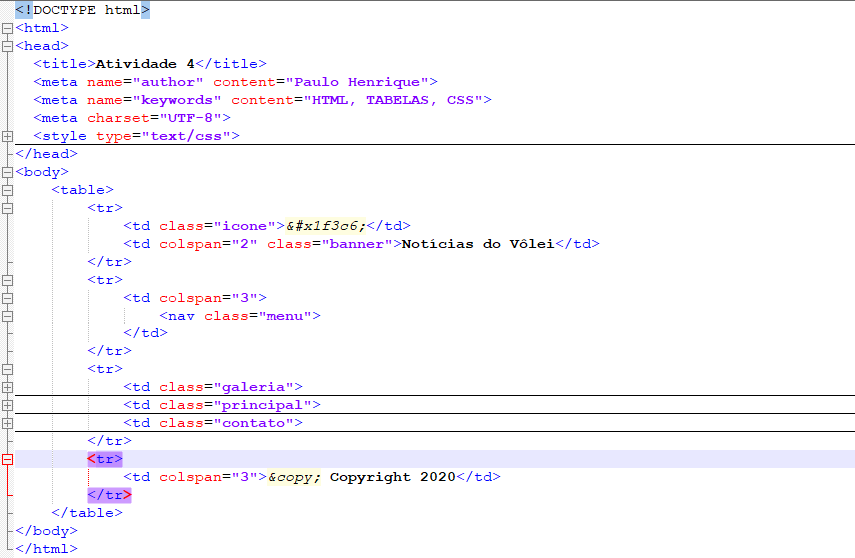 <!DOCTYPE html>
<html>
<head>
<title>Atividade 4</title>
<meta name="author" content="Paulo Henrique">
<meta name="keywords" content="HTML, TABELAS, CSS">
<meta charset="UTF-8">
<style type="text/css">
</head>
<body>
<table>
<tr>
<td class="icone">&#x1f3c6;</td>
<td colspan="2" class="banner">Notícias do Vôlei</td>
</tr>
<tr>
<td colspan="3">
<nav class="menu">
</td>
</tr>
<tr>
<td class="galeria">
<td class="principal">
<td class="contato">
</tr>
<tr>
<td colspan="3">&copy; Copyright 2020</td>
</tr>
</table>
</body>
</html>